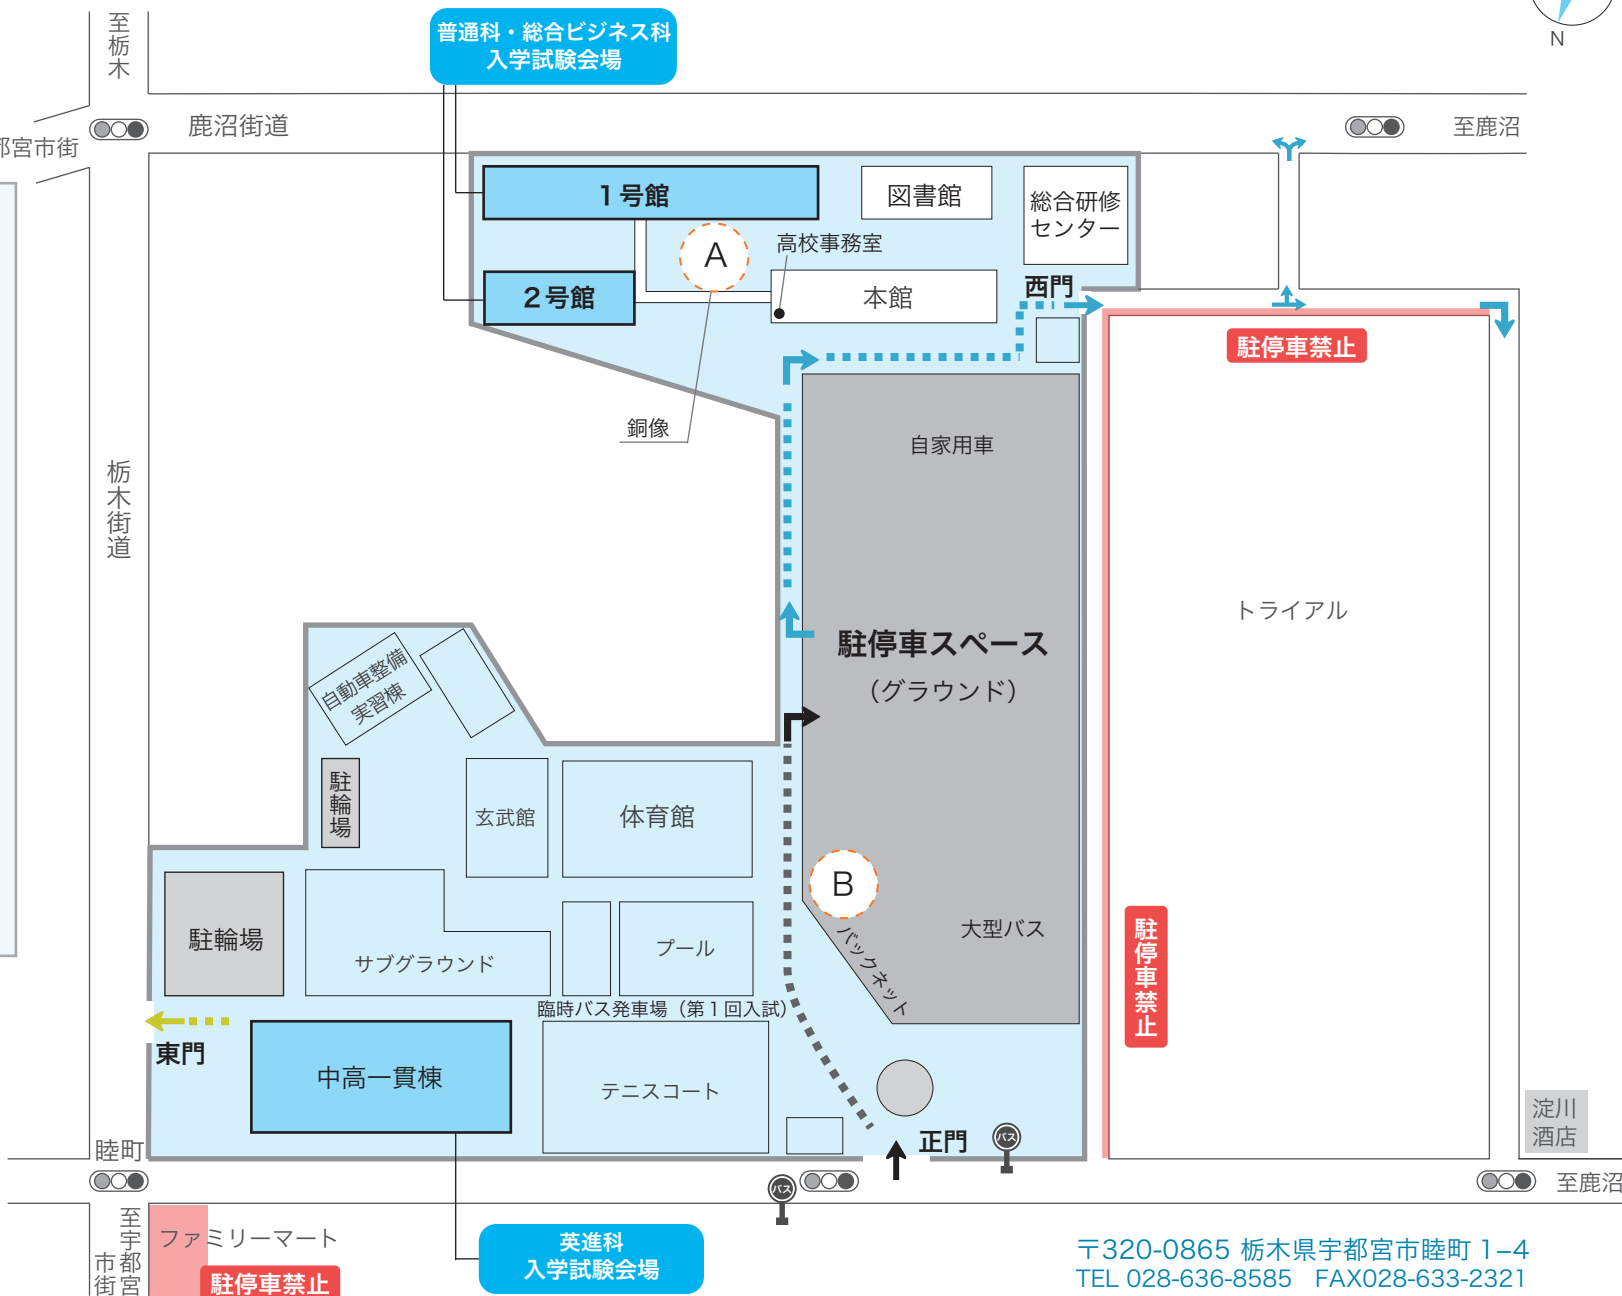 至栃木
普通科・総合ビジネス科
入学試験会場
N
鹿沼街道
至鹿沼
宮市街
1号館
図書館
総合研修
センター
A
高校事務室
2号館
本館
西門
駐停車禁止
銅像
自家用車
栃木街道
トライアル
駐停車スペース
（グラウンド）
自動車整備
実習棟
駐輪場
玄武館
体育館
B
バックネット
大型バス
駐停車禁止
駐輪場
サブグラウンド
プール
臨時バス発車場（第1回入試）
東門
中高一貫棟
テニスコート
淀川
酒店
睦町
正門
バス
バス
至鹿沼
至宇都宮
市街
ファミリーマート
駐停車禁止
英進科
入学試験会場
〒320-0865 栃木県宇都宮市睦町 1–4
TEL 028-636-8585　FAX028-633-2321